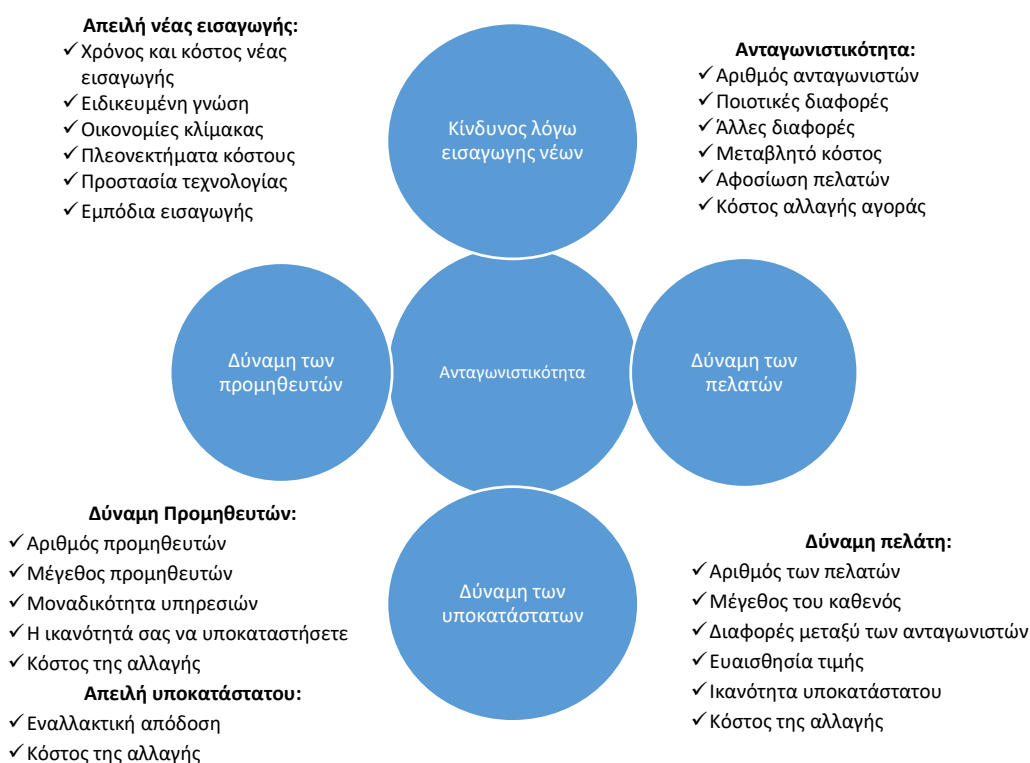 Απειλή νέας εισαγωγής:
✓Χρόνος και κόστος νέας
εισαγωγής
✓Ειδικευμένη γνώση
✓Οικονομίες κλίμακας
✓Πλεονεκτήματα κόστους
✓Προστασία τεχνολογίας
✓Εμπόδια εισαγωγής
Κίνδυνος λόγω
εισαγωγης νέων
Ανταγωνιστικότητα:
✓Αριθμός ανταγωνιστών
✓Ποιοτικές διαφορές
✓Άλλες διαφορές
✓Μεταβλητό κόστος
✓Αφοσίωση πελατών
✓Κόστος αλλαγής αγοράς
Δύναμη των
προμηθευτών
Ανταγωνιστικότητα
Δύναμη των
πελατών
Δύναμη Προμηθευτών:
✓Αριθμός προμηθευτών
✓Μέγεθος προμηθευτών
✓Μοναδικότητα υπηρεσιών
✓Η ικανότητά σας να υποκαταστήσετε
✓Κόστος της αλλαγής
Απειλή υποκατάστατου:
✓Εναλλακτική απόδοση
✓Κόστος της αλλαγής
Δύναμη των
υποκατάστατων
Δύναμη πελάτη:
✓Αριθμός των πελατών
✓Μέγεθος του καθενός
✓Διαφορές μεταξύ των ανταγωνιστών
✓Ευαισθησία τιμής
✓Ικανότητα υποκατάστατου
✓Κόστος της αλλαγής